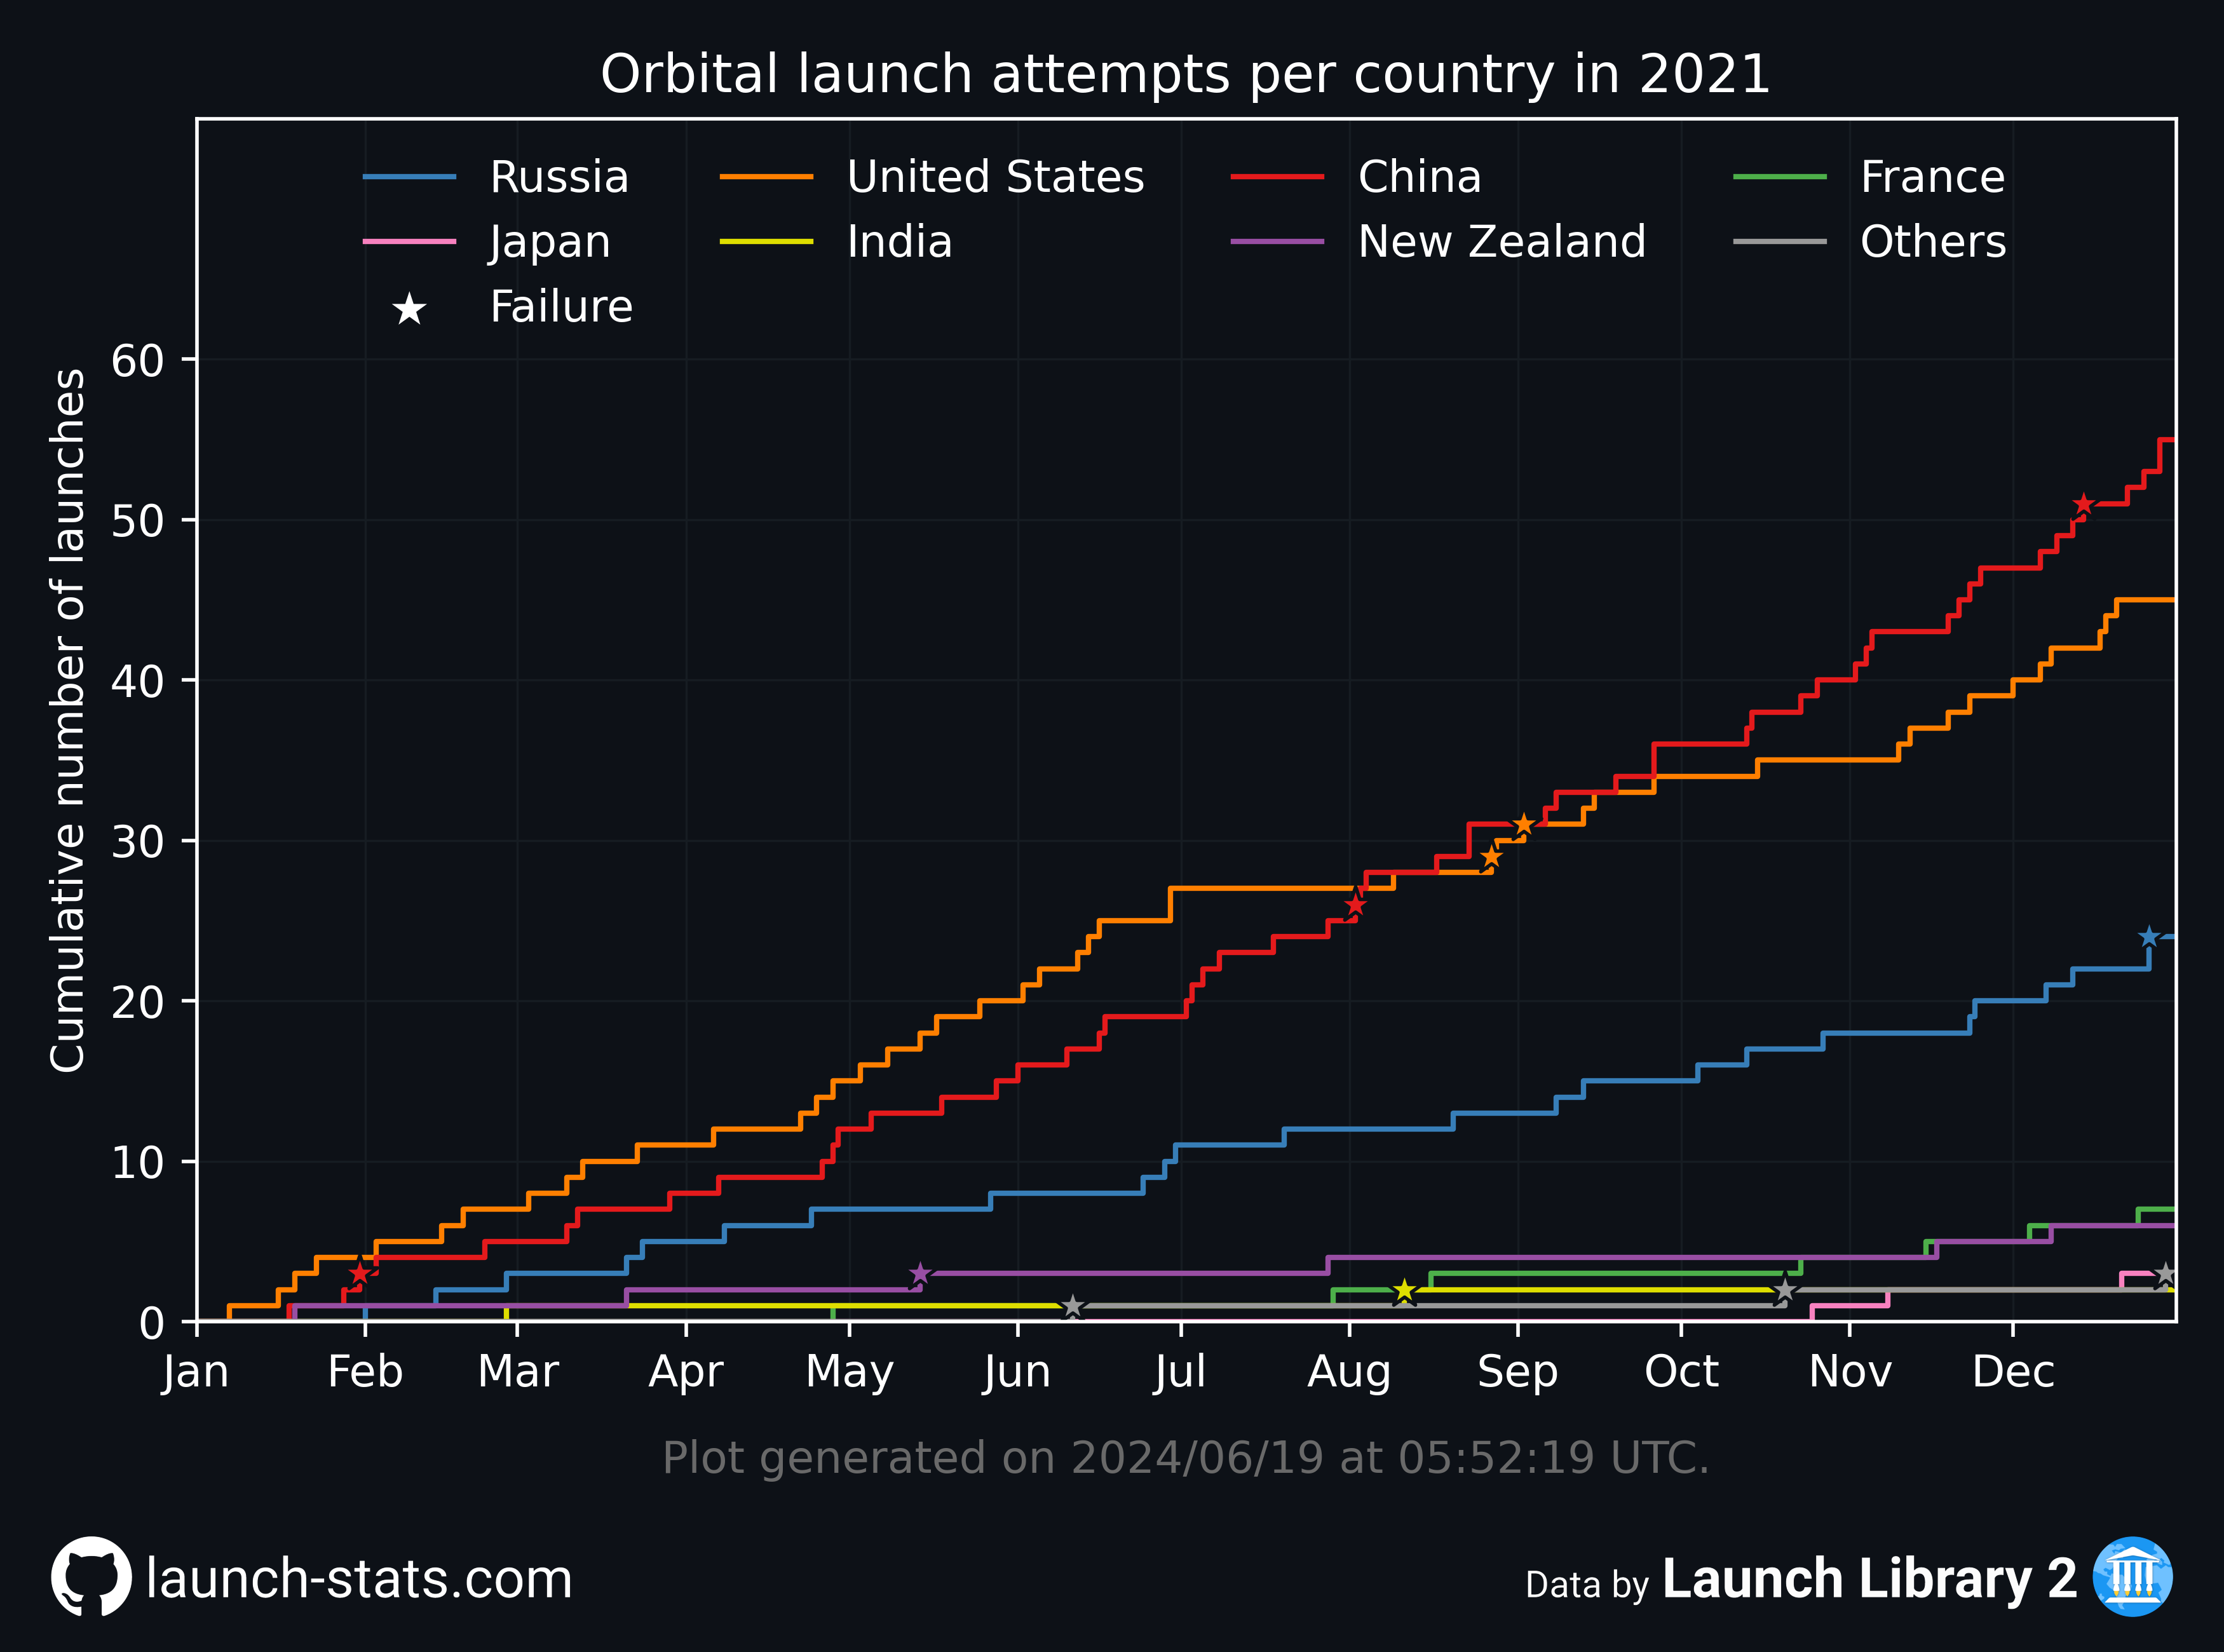 Orbital launch attempts per country in 2021
Russia United States China France
Japan India New Zealand Others
Failure
Cumulative number of launches
60
50
40
30
20
10
0
Jan Feb Mar Apr May Jun Jul Aug Sep Oct Nov Dec
Plot generated on 2024/06/19 at 05:52:19 UTC.
launch-stats.com
Data by Launch Library 2